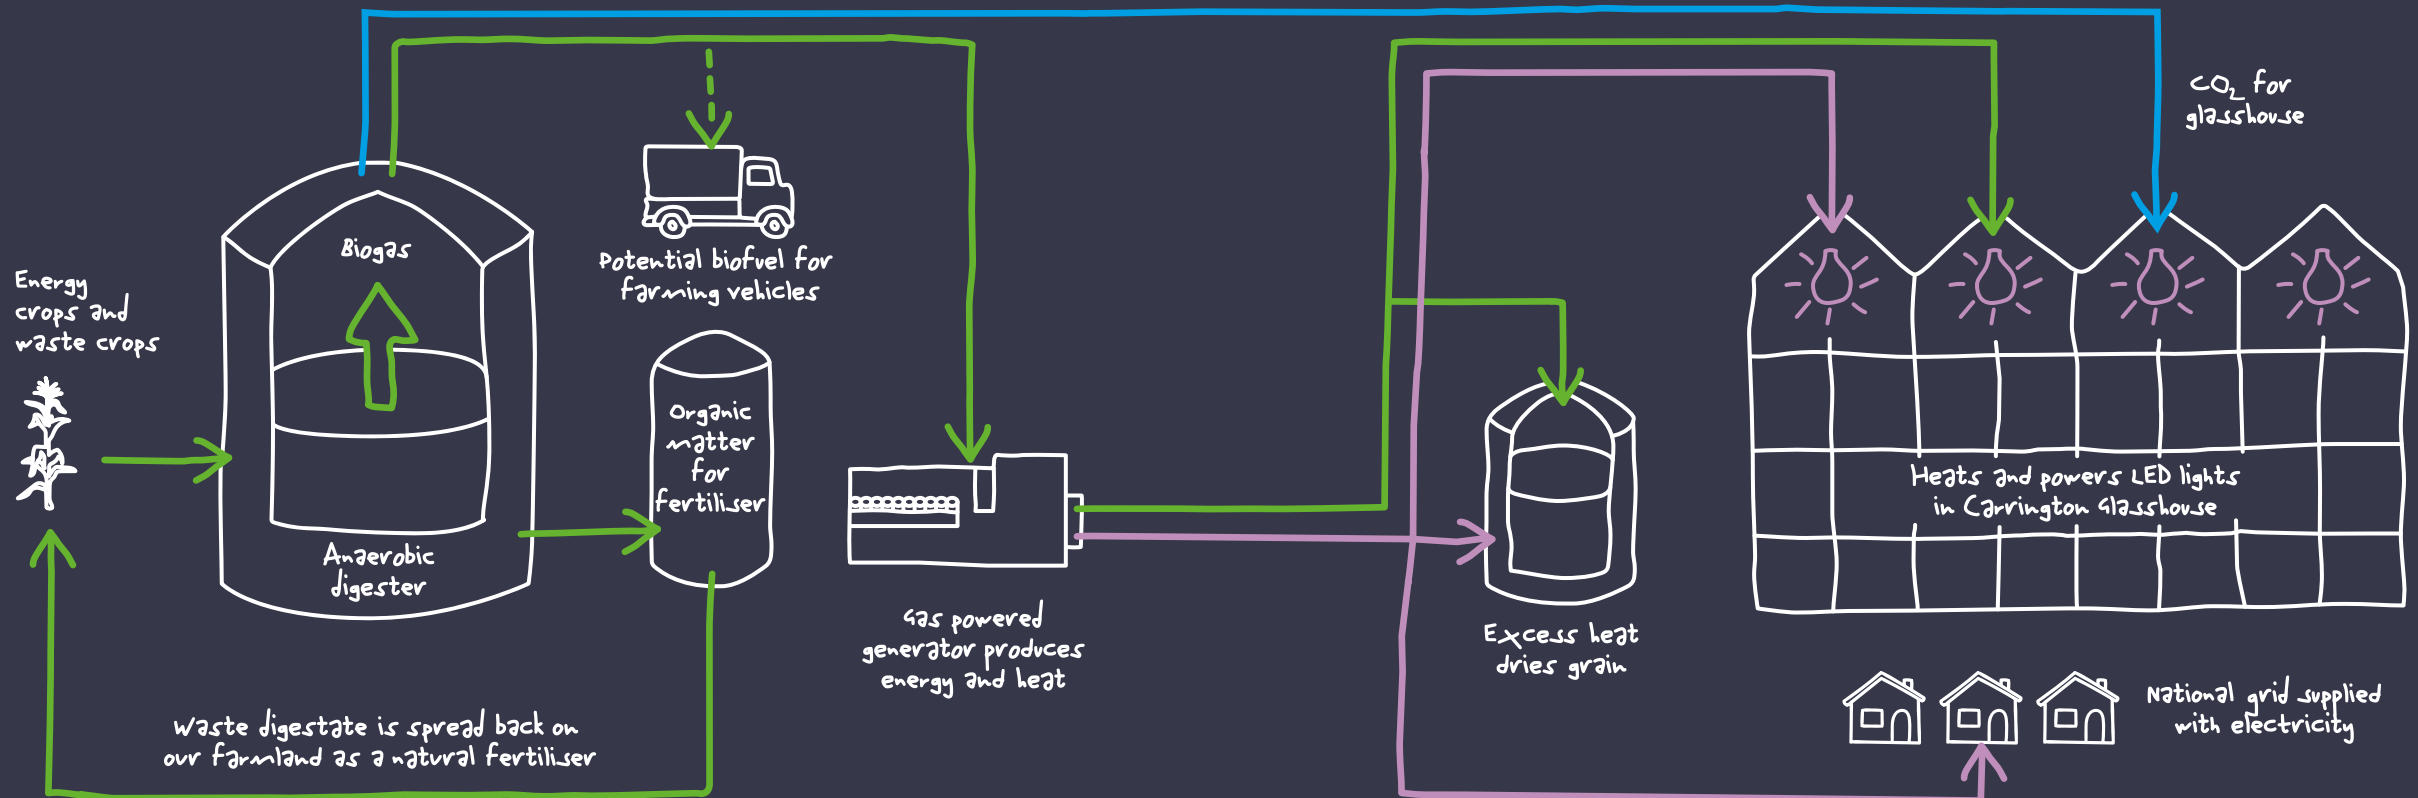 Energy
crops and
waste crops
Biogas
Anaerobic
digester
Potential biofuel for
farming vehicles
Organic
matter
for
fertiliser
Waste digestate is spread back on
our farmland as a natural fertiliser
Gas powered
generator produces
energy and heat
Excess heat
dries grain
CO₂ for
glasshouse
Heats and powers LED lights
in Carrington Glasshouse
National grid supplied
with electricity